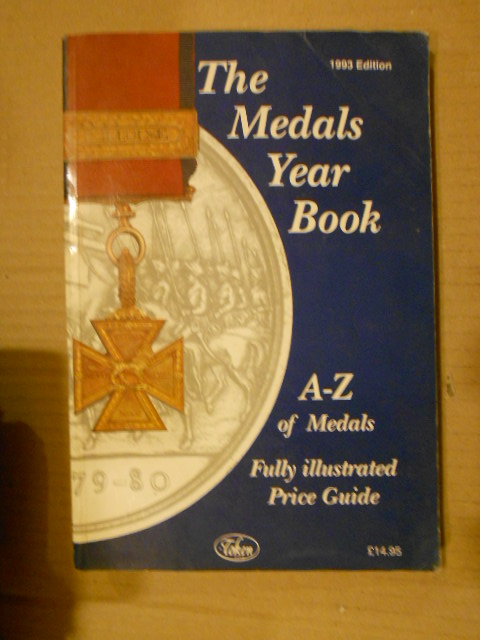 1993 Edition
The
Medals
Year
Book
A-Z
of Medals
Fully illustrated
Price Guide
79-80
Token
£14.95